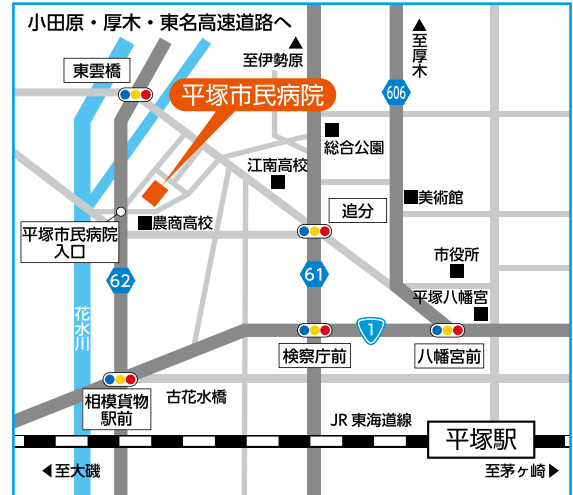 小田原・厚木・東名高速道路へ
東雲橋
至伊勢原
至厚木
平塚市民病院
606
総合公園
江南高校
美術館
追分
農商高校
平塚市民病院
入口
市役所
62
61
平塚八幡宮
花水川
1
検察庁前
八幡宮前
相模貨物
駅前
古花水橋
JR東海道線
平塚駅
至大磯
至茅ヶ崎